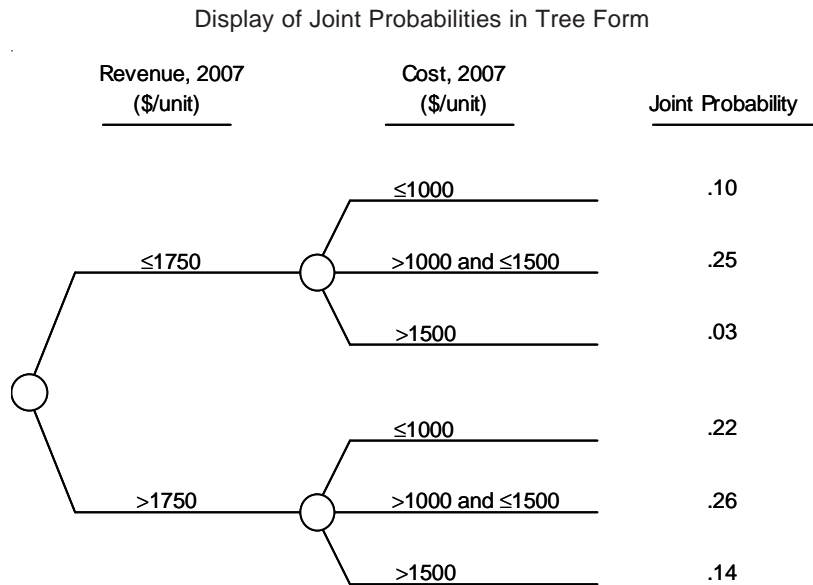 Display of Joint Probabilities in Tree Form
Revenue, 2007
($/unit)
Cost, 2007
($/unit)
Joint Probability
≤1000
.10
≤1750
>1000 and ≤1500
.25
>1500
.03
≤1000
.22
>1750
>1000 and ≤1500
.26
>1500
.14